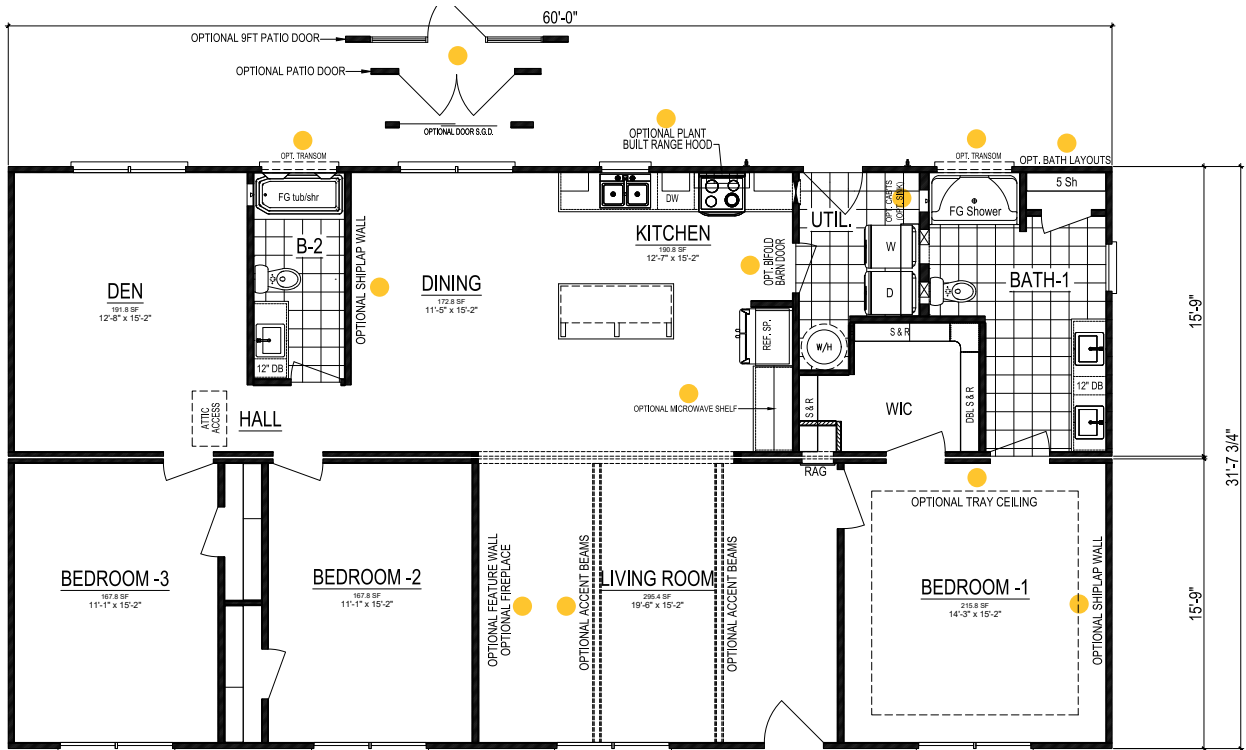 60'-0"
OPTIONAL 9FT PATIO DOOR
OPTIONAL PATIO DOOR
OPTIONAL DOOR S.G.D.
OPT. TRANSOM
OPTIONAL PLANT
BUILT RANGE HOOD
OPT. TRANSOM
OPT. BATH LAYOUTS
FG tub/shr
B-2
12" DB
OPTIONAL SHIPLAP WALL
DEN
191.8 SF
12'-8" x 15'-2"
DINING
172.8 SF
11'-5" x 15'-2"
DW
KITCHEN
190.8 SF
12'-7" x 15'-2"
OPT. BIFOLD
BARN DOOR
REF. SP.
OPTIONAL MICROWAVE SHELF
UTIL.
OPT. CAB'TS
(OPT. SINK)
W
D
W/H
FG Shower
5 Sh
BATH-1
12" DB
S & R
S & R
WIC
DBL S & R
RAG
ATTIC
ACCESS
HALL
15'-9"
31'-7 3/4"
15'-9"
BEDROOM -3
167.8 SF
11'-1" x 15'-2"
BEDROOM -2
167.8 SF
11'-1" x 15'-2"
OPTIONAL FEATURE WALL
OPTIONAL FIREPLACE
OPTIONAL ACCENT BEAMS
LIVING ROOM
295.4 SF
19'-6" x 15'-2"
OPTIONAL ACCENT BEAMS
OPTIONAL TRAY CEILING
BEDROOM -1
215.8 SF
14'-3" x 15'-2"
OPTIONAL SHIPLAP WALL